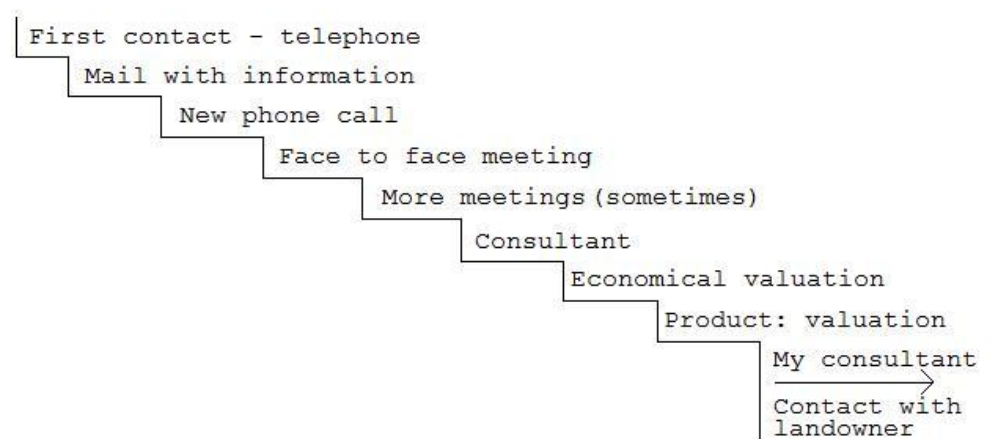 First contact - telephone
Mail with information
New phone call
Face to face meeting
More meetings (sometimes)
Consultant
Economical valuation
Product: valuation
My consultant
Contact with
landowner